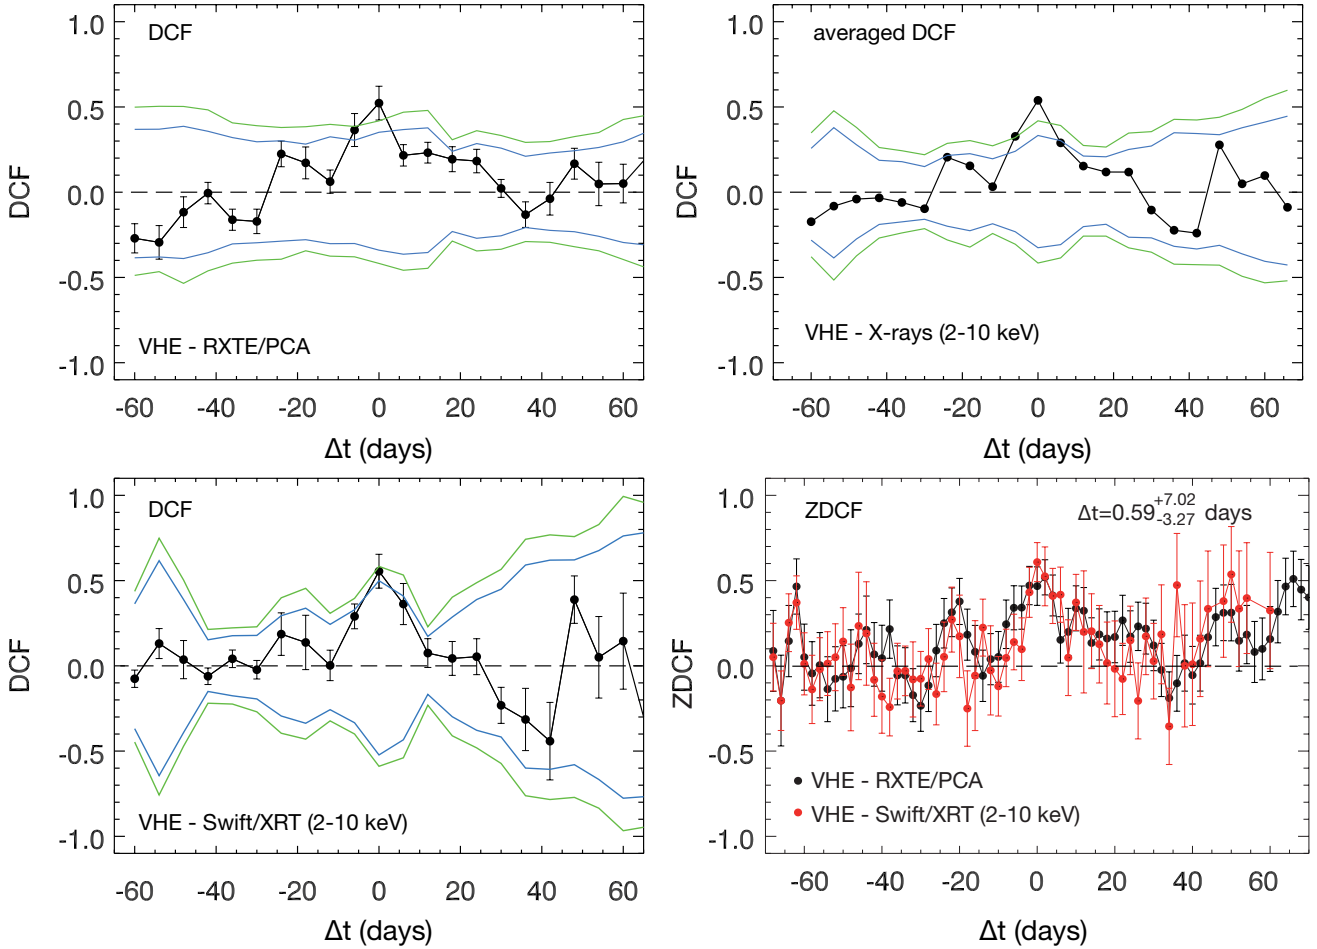 DCF
1.0
0.5
0.0
-0.5
-1.0
DCF
VHE - RXTE/PCA
-60 -40 -20 0 20 40 60
Δt (days)
averaged DCF
1.0
0.5
0.0
-0.5
-1.0
DCF
VHE - X-rays (2-10 keV)
-60 -40 -20 0 20 40 60
Δt (days)
DCF
1.0
0.5
0.0
-0.5
-1.0
DCF
VHE - Swift/XRT (2-10 keV)
-60 -40 -20 0 20 40 60
Δt (days)
ZDCF
Δt=0.59+7.02-3.27 days
1.0
0.5
0.0
-0.5
-1.0
ZDCF
VHE - RXTE/PCA
VHE - Swift/XRT (2-10 keV)
-60 -40 -20 0 20 40 60
Δt (days)